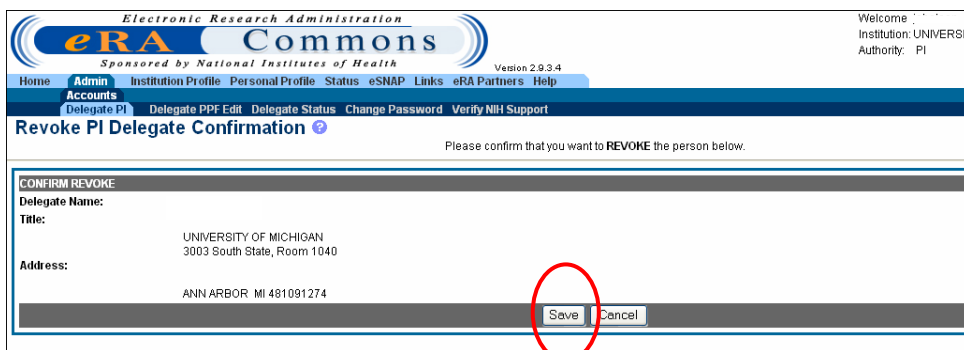 Electronic Research Administration
eRA Commons
Sponsored by National Institutes of Health
Version 2.9.3.4
Welcome
Institution: UNIVERSI
Authority: PI
Home Admin Institution Profile Personal Profile Status eSNAP Links eRA Partners Help
Accounts
Delegate PI Delegate PPF Edit Delegate Status Change Password Verify NIH Support
Revoke PI Delegate Confirmation ?
Please confirm that you want to REVOKE the person below.
CONFIRM REVOKE
Delegate Name:
Title:
UNIVERSITY OF MICHIGAN
3003 South State, Room 1040
Address:
ANN ARBOR MI 481091274
Save Cancel